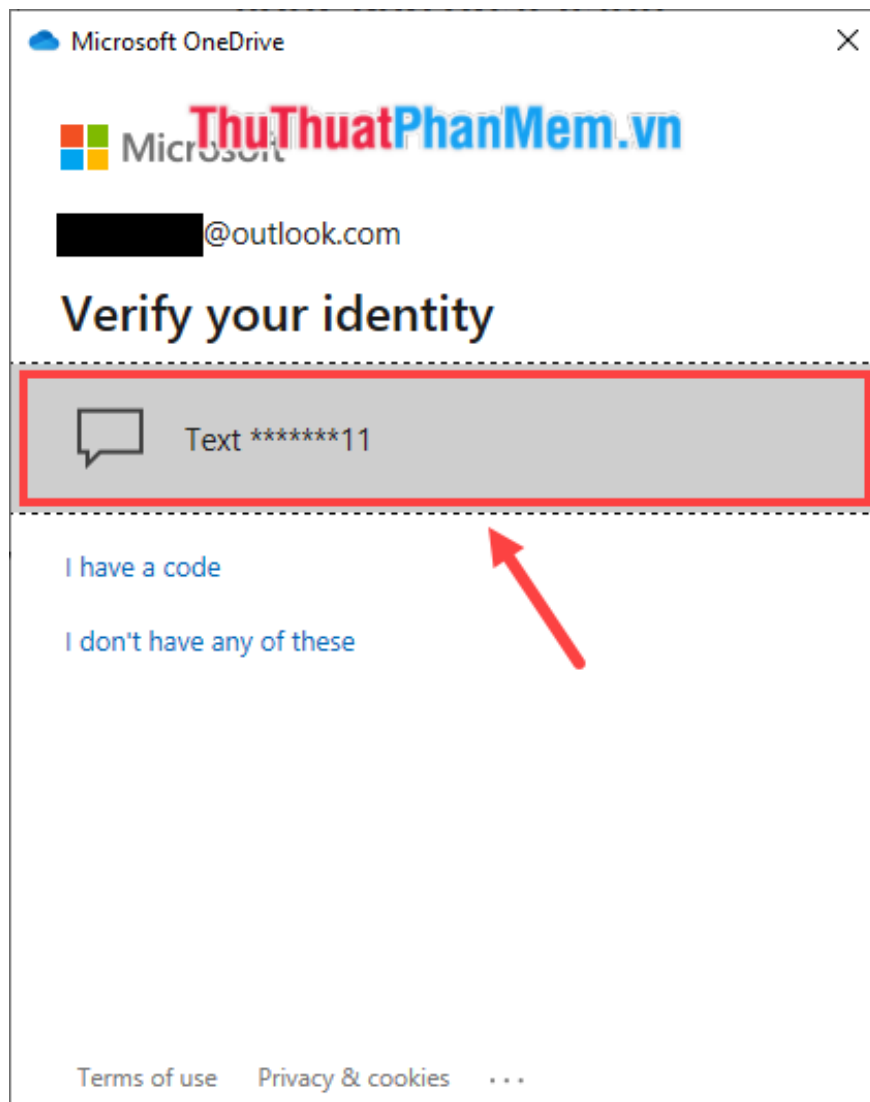 Microsoft OneDrive
ThuThuatPhanMem.vn
Microsoft
@outlook.com
Verify your identity
Text *******11
I have a code
I don't have any of these
Terms of use Privacy & cookies ...